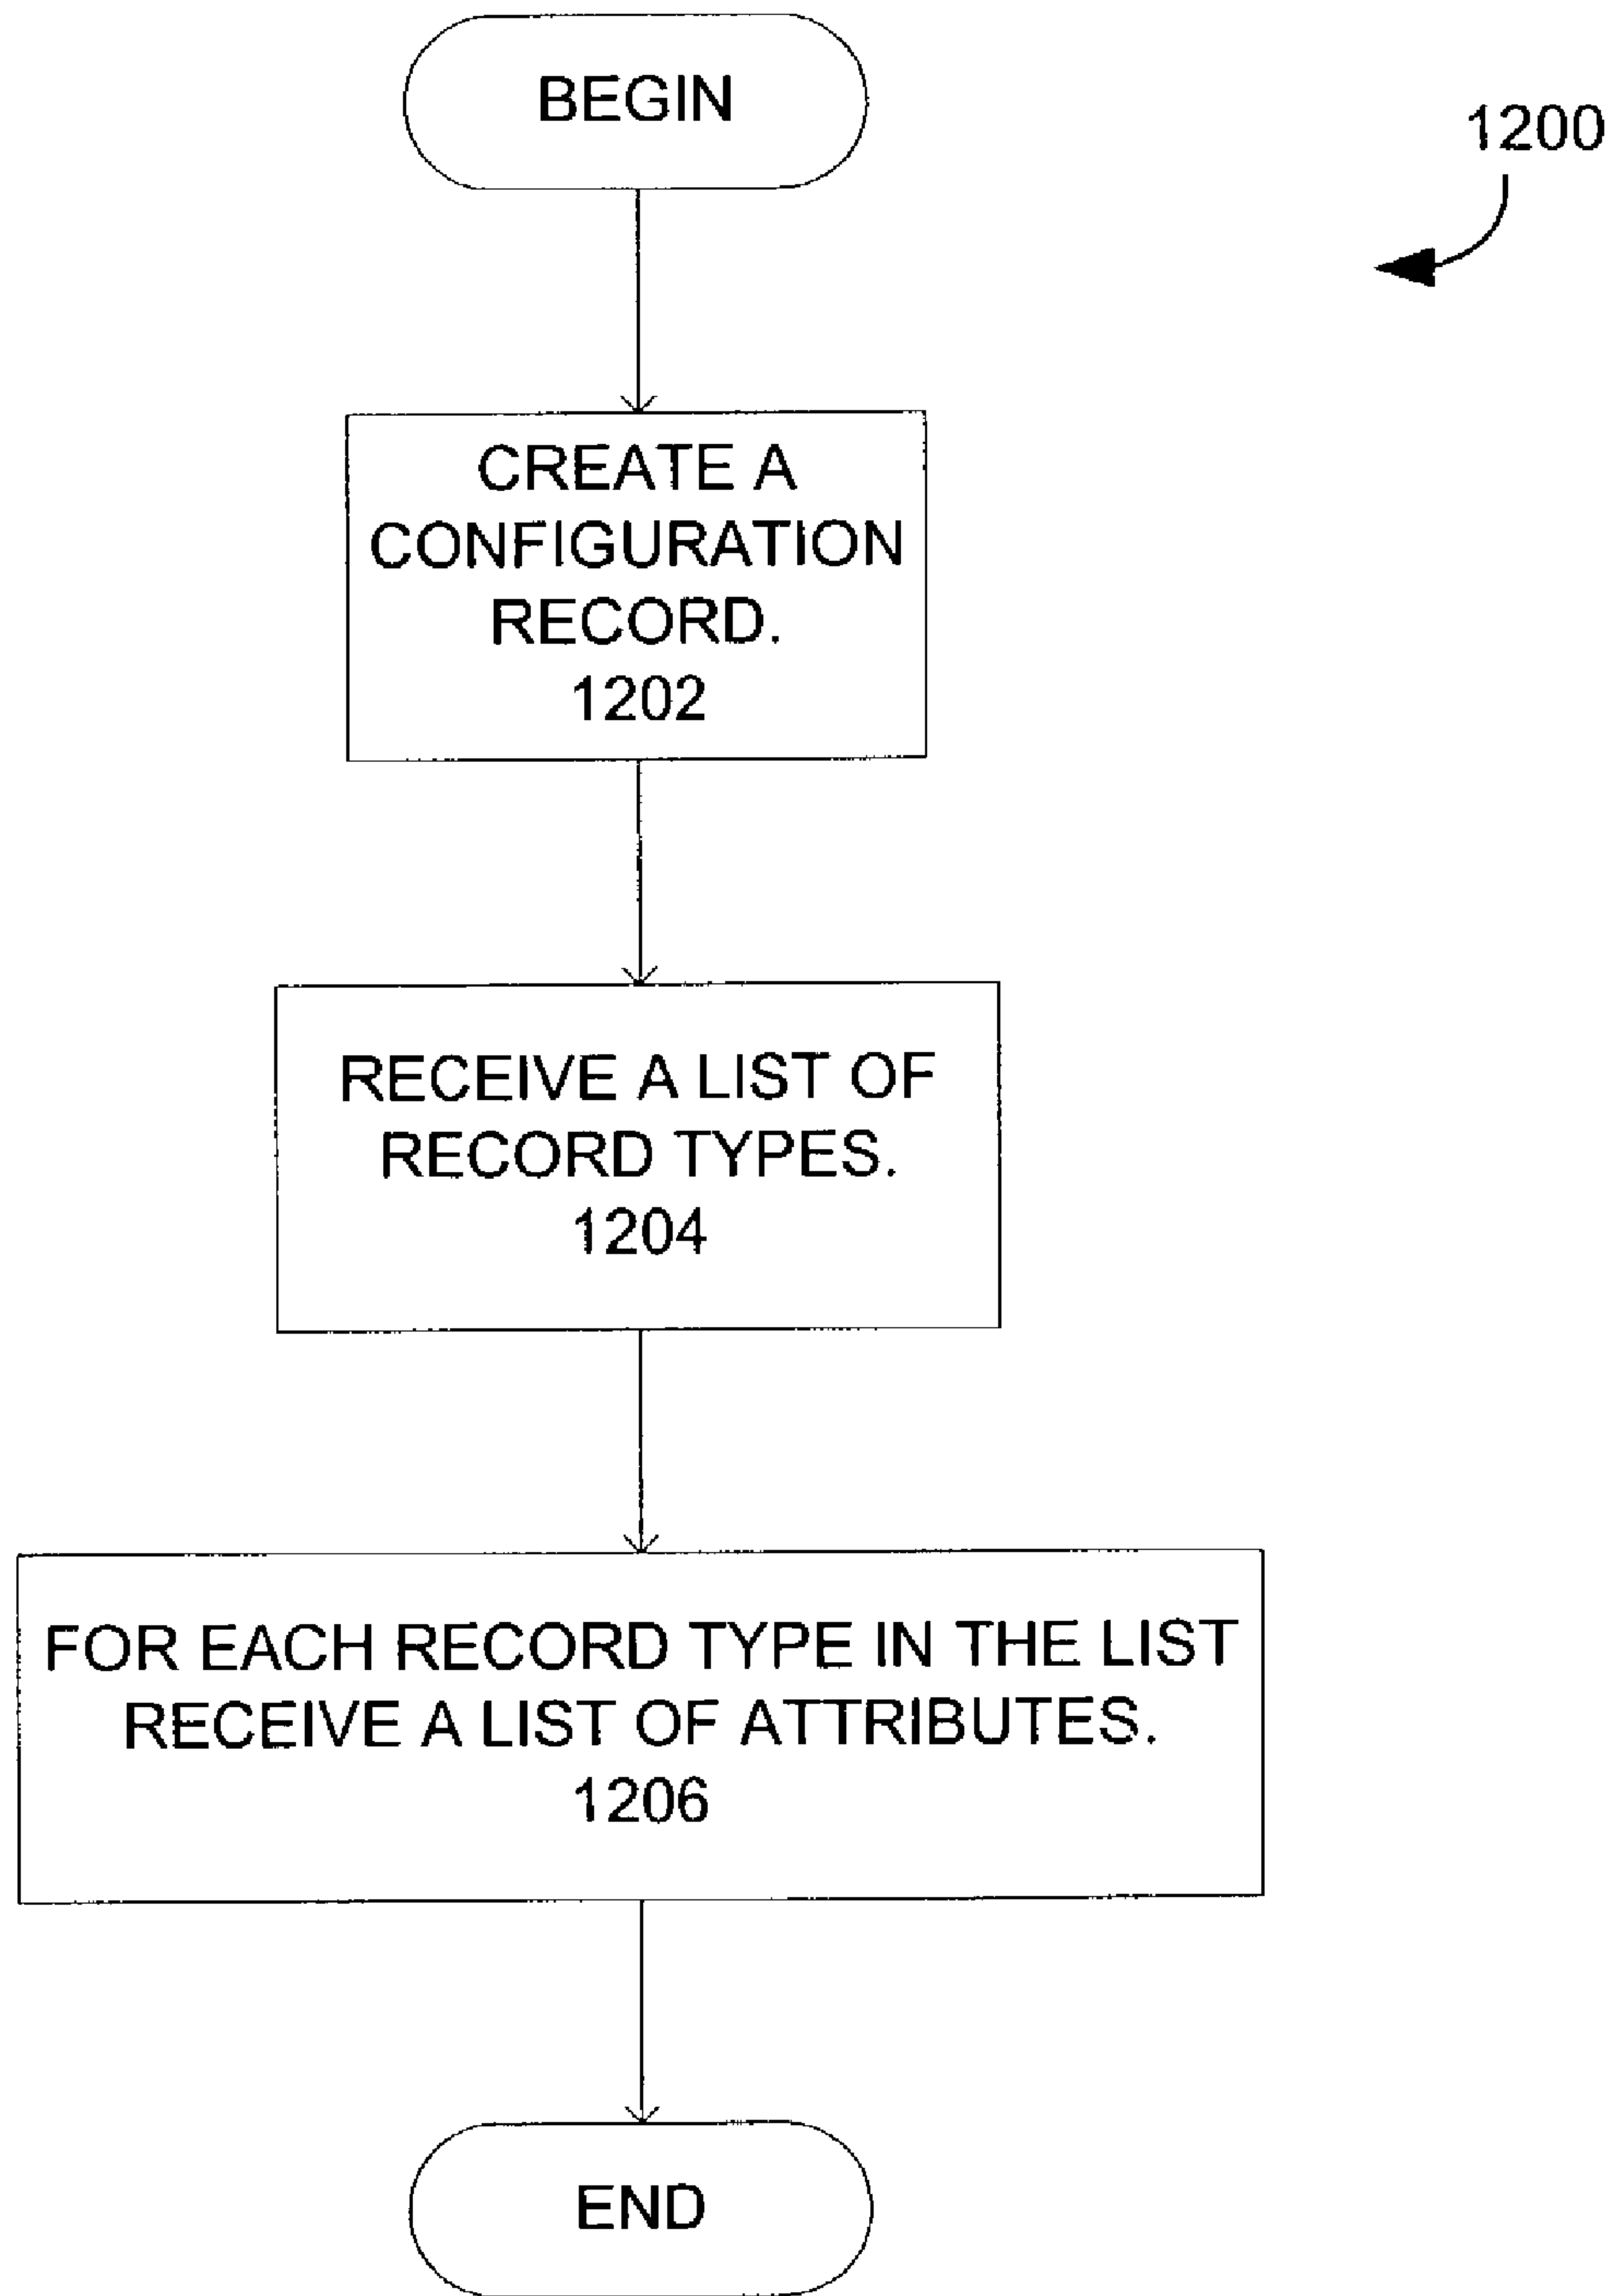 BEGIN
1200
CREATE A
CONFIGURATION
RECORD.
1202
RECEIVE A LIST OF
RECORD TYPES.
1204
FOR EACH RECORD TYPE IN THE LIST
RECEIVE A LIST OF ATTRIBUTES.
1206
END